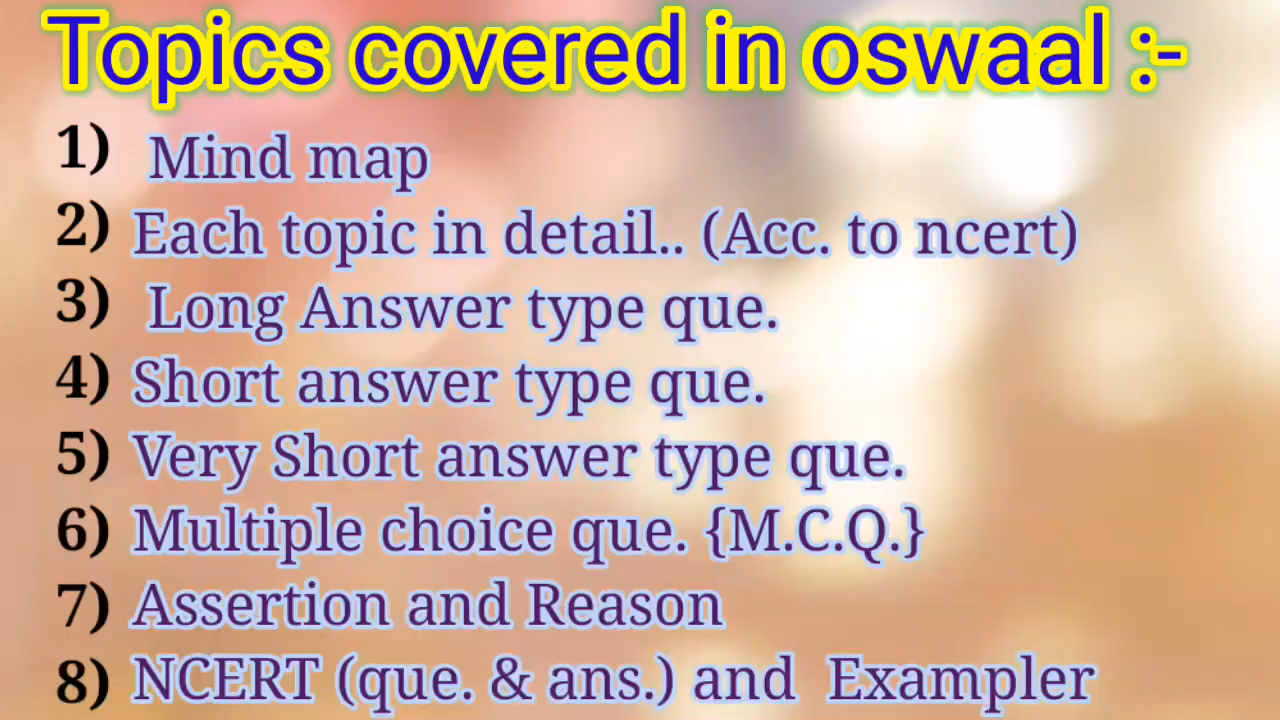 Topics covered in oswaal :-
1) Mind map
2) Each topic in detail.. (Acc. to ncert)
3) Long Answer type que.
4) Short answer type que.
5) Very Short answer type que.
6) Multiple choice que. {M.C.Q.}
7) Assertion and Reason
8) NCERT (que. & ans.) and Exampler